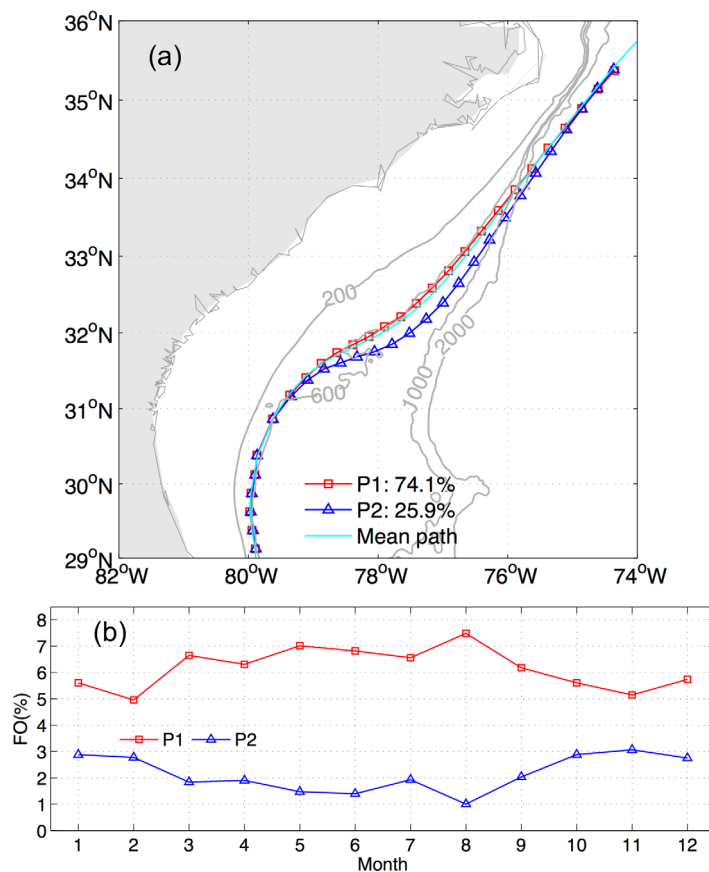 36°N
(a)
35°N
34°N
33°N
200
32°N
2000
600
1000
31°N
30°N
P1: 74.1%
P2: 25.9%
Mean path
29°N
82°W 80°W 78°W 76°W 74°W
8
(b)
7
6
5
4
3
2
1
0
FO(%)
P1 P2
1 2 3 4 5 6 7 8 9 10 11 12
Month